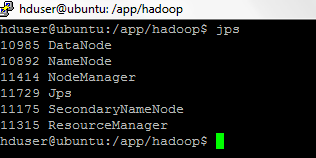 hduser@ubuntu: /app/hadoop
hduser@ubuntu:/app/hadoop$ jps
10985 DataNode
10892 NameNode
11414 NodeManager
11729 Jps
11175 SecondaryNameNode
11315 ResourceManager
hduser@ubuntu:/app/hadoop$